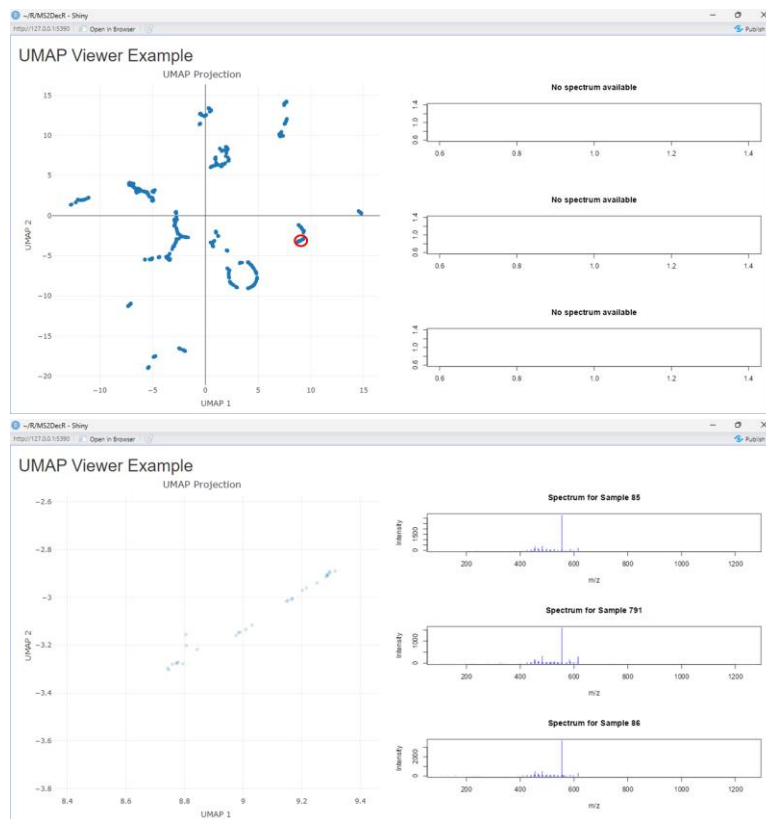 ~/R/MS2DecR - Shiny
http://127.0.0.1:5390 Open in Browser Publish
UMAP Viewer Example
UMAP Projection
15
10
5
0
−5
−10
−15
−20
UMAP 2
−10 −5 0 5 10 15
UMAP 1
No spectrum available
1.4
1.0
0.6
0.6 0.8 1.0 1.2 1.4
No spectrum available
1.4
1.0
0.6
0.6 0.8 1.0 1.2 1.4
No spectrum available
1.4
1.0
0.6
0.6 0.8 1.0 1.2 1.4
~/R/MS2DecR - Shiny
http://127.0.0.1:5390 Open in Browser Publish
UMAP Viewer Example
UMAP Projection
−2.6
−2.8
−3
−3.2
−3.4
−3.6
−3.8
UMAP 2
8.4 8.6 8.8 9 9.2 9.4
UMAP 1
Spectrum for Sample 85
Intensity
1500
0
200 400 600 800 1000 1200
m/z
Spectrum for Sample 791
Intensity
1000
0
200 400 600 800 1000 1200
m/z
Spectrum for Sample 86
Intensity
2000
0
200 400 600 800 1000 1200
m/z